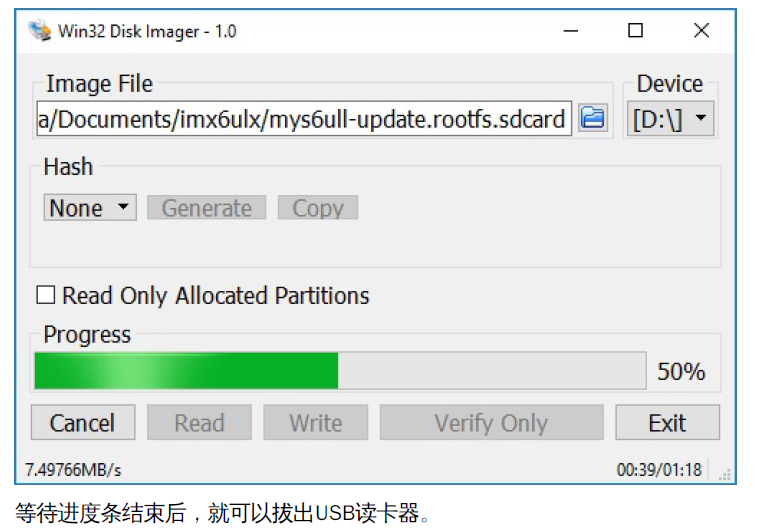 Win32 Disk Imager - 1.0
Image File
Device
a/Documents/imx6ulx/mys6ull-update.rootfs.sdcard
[D:\]
Hash
None
Generate
Copy
Read Only Allocated Partitions
Progress
50%
Cancel
Read
Write
Verify Only
Exit
7.49766MB/s
00:39/01:18
等待进度条结束后，就可以拔出USB读卡器。